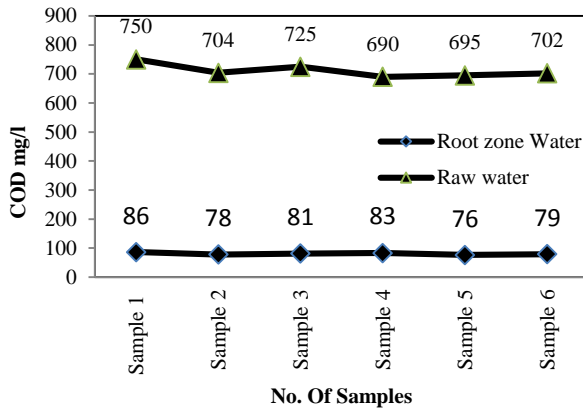 900
800
700
600
500
400
300
200
100
0
COD mg/l
750 704 725 690 695 702
Root zone Water
Raw water
86 78 81 83 76 79
Sample 1
Sample 2
Sample 3
Sample 4
Sample 5
Sample 6
No. Of Samples